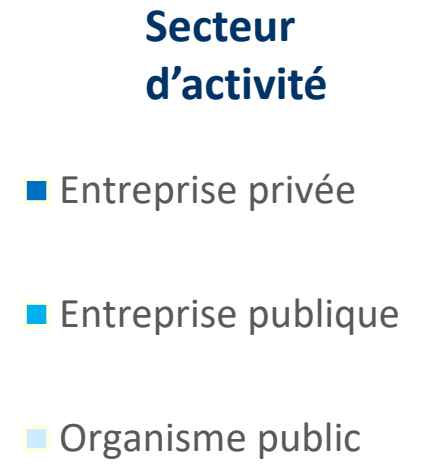 Secteur
d’activité
Entreprise privée
Entreprise publique
Organisme public